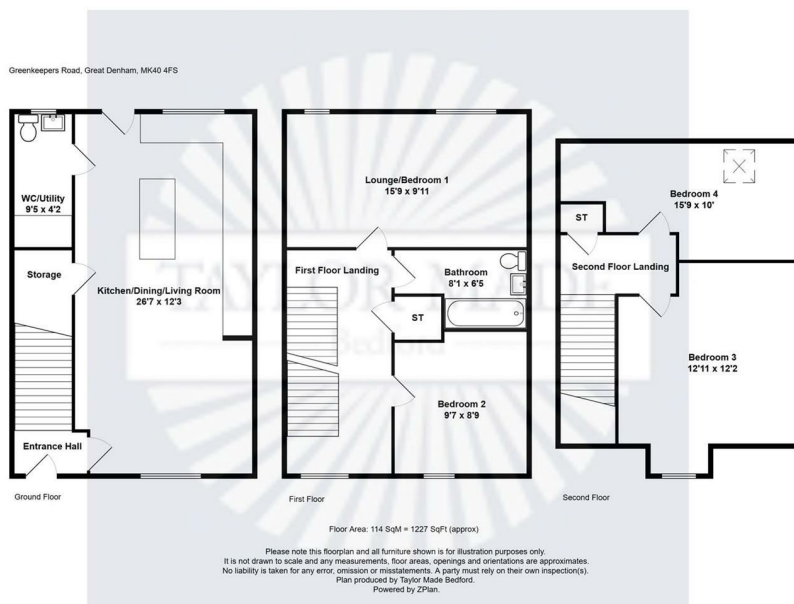 Greenkeepers Road, Great Denham, MK40 4FS
WC/Utility
9'5 x 4'2
Storage
Kitchen/Dining/Living Room
26'7 x 12'3
Entrance Hall
Ground Floor
Lounge/Bedroom 1
15'9 x 9'11
First Floor Landing
Bathroom
8'1 x 6'5
ST
Bedroom 2
9'7 x 8'9
First Floor
Bedroom 4
15'9 x 10'
ST
Second Floor Landing
Bedroom 3
12'11 x 12'2
Second Floor
TAYLOR MADE
Bedford
Floor Area: 114 SqM = 1227 SqFt (approx)
Please note this floorplan and all furniture shown is for illustration purposes only.
It is not drawn to scale and any measurements, floor areas, openings and orientations are approximates.
No liability is taken for any error, omission or misstatements. A party must rely on their own inspection(s).
Plan produced by Taylor Made Bedford.
Powered by ZPlan.